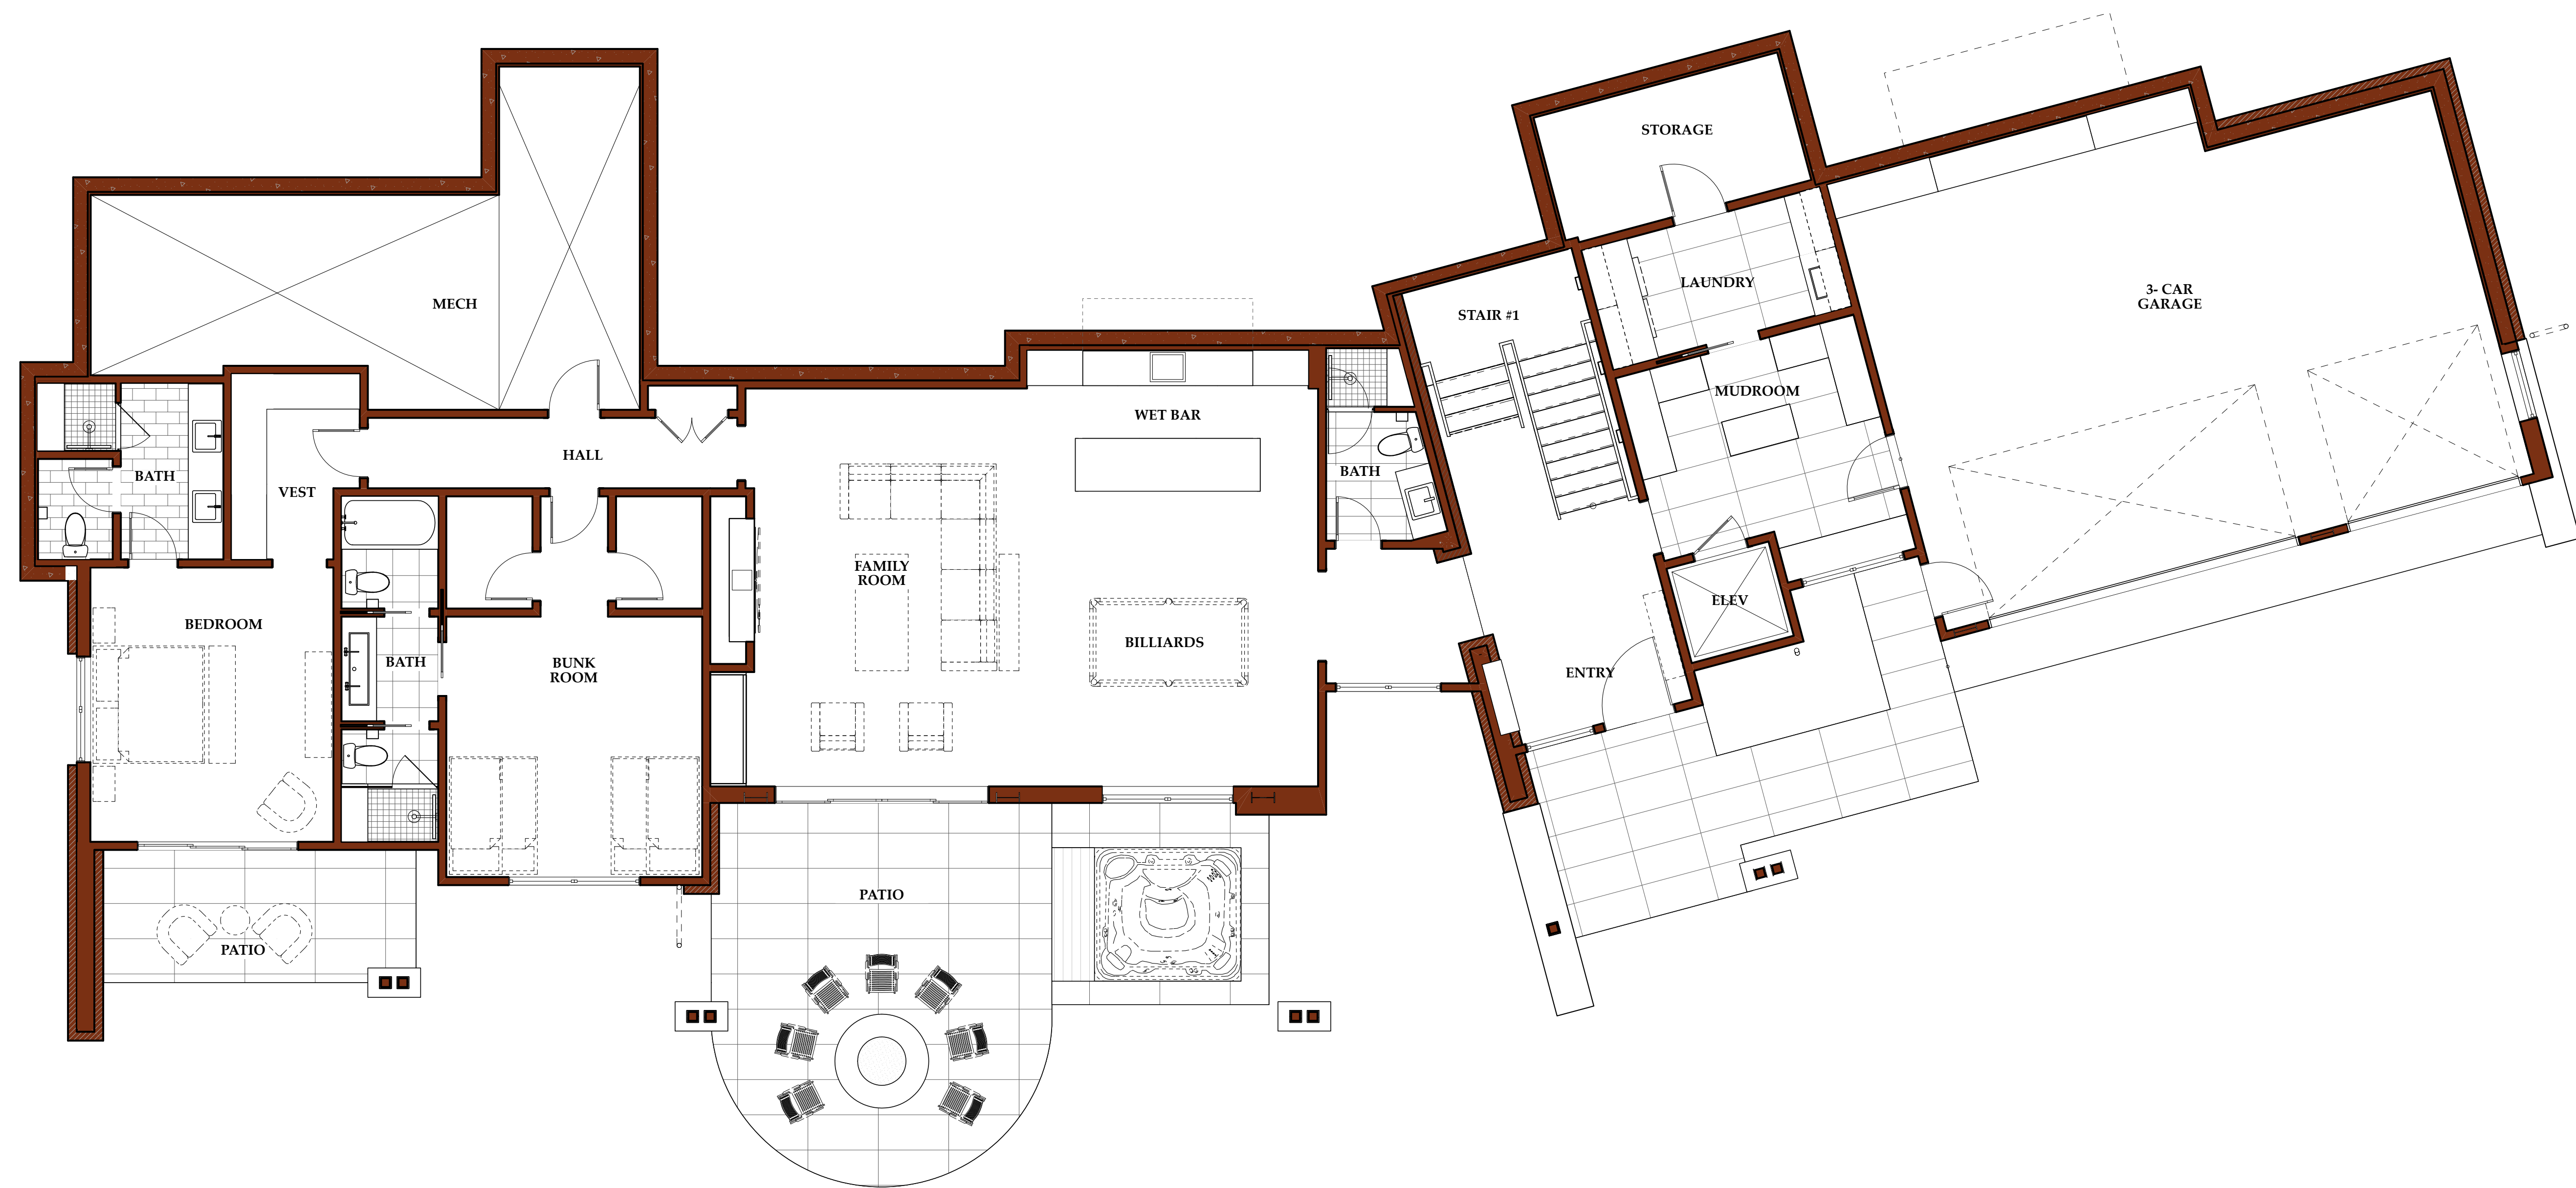 STORAGE
LAUNDRY
3- CAR
GARAGE
MECH
STAIR #1
MUDROOM
WET BAR
HALL
BATH
BATH
VEST
FAMILY
ROOM
ELEV
BEDROOM
BILLIARDS
BATH
BUNK
ROOM
ENTRY
PATIO
PATIO